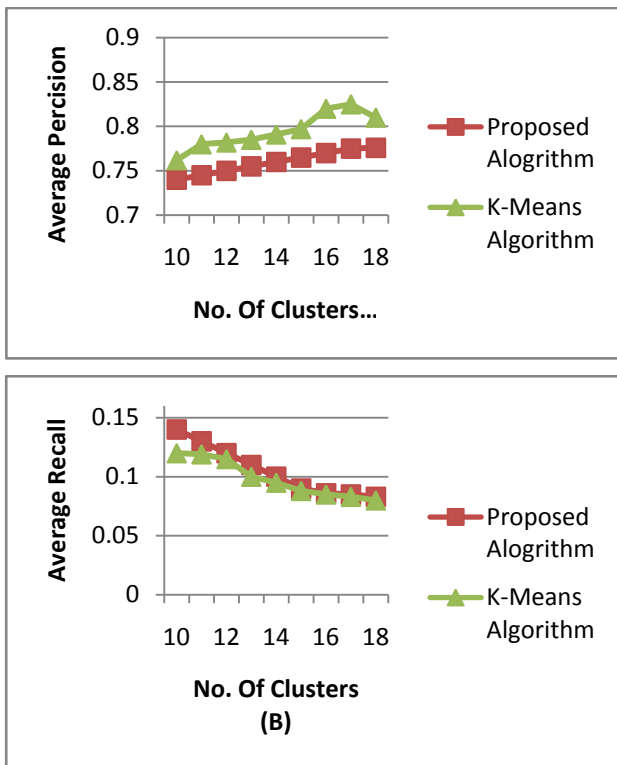 0.9
0.85
0.8
0.75
0.7
Average Percision
10 12 14 16 18
No. Of Clusters...
Proposed
Alogrithm
K-Means
Algorithm
0.15
0.1
0.05
0
Average Recall
10 12 14 16 18
No. Of Clusters
(B)
Proposed
Alogrithm
K-Means
Algorithm